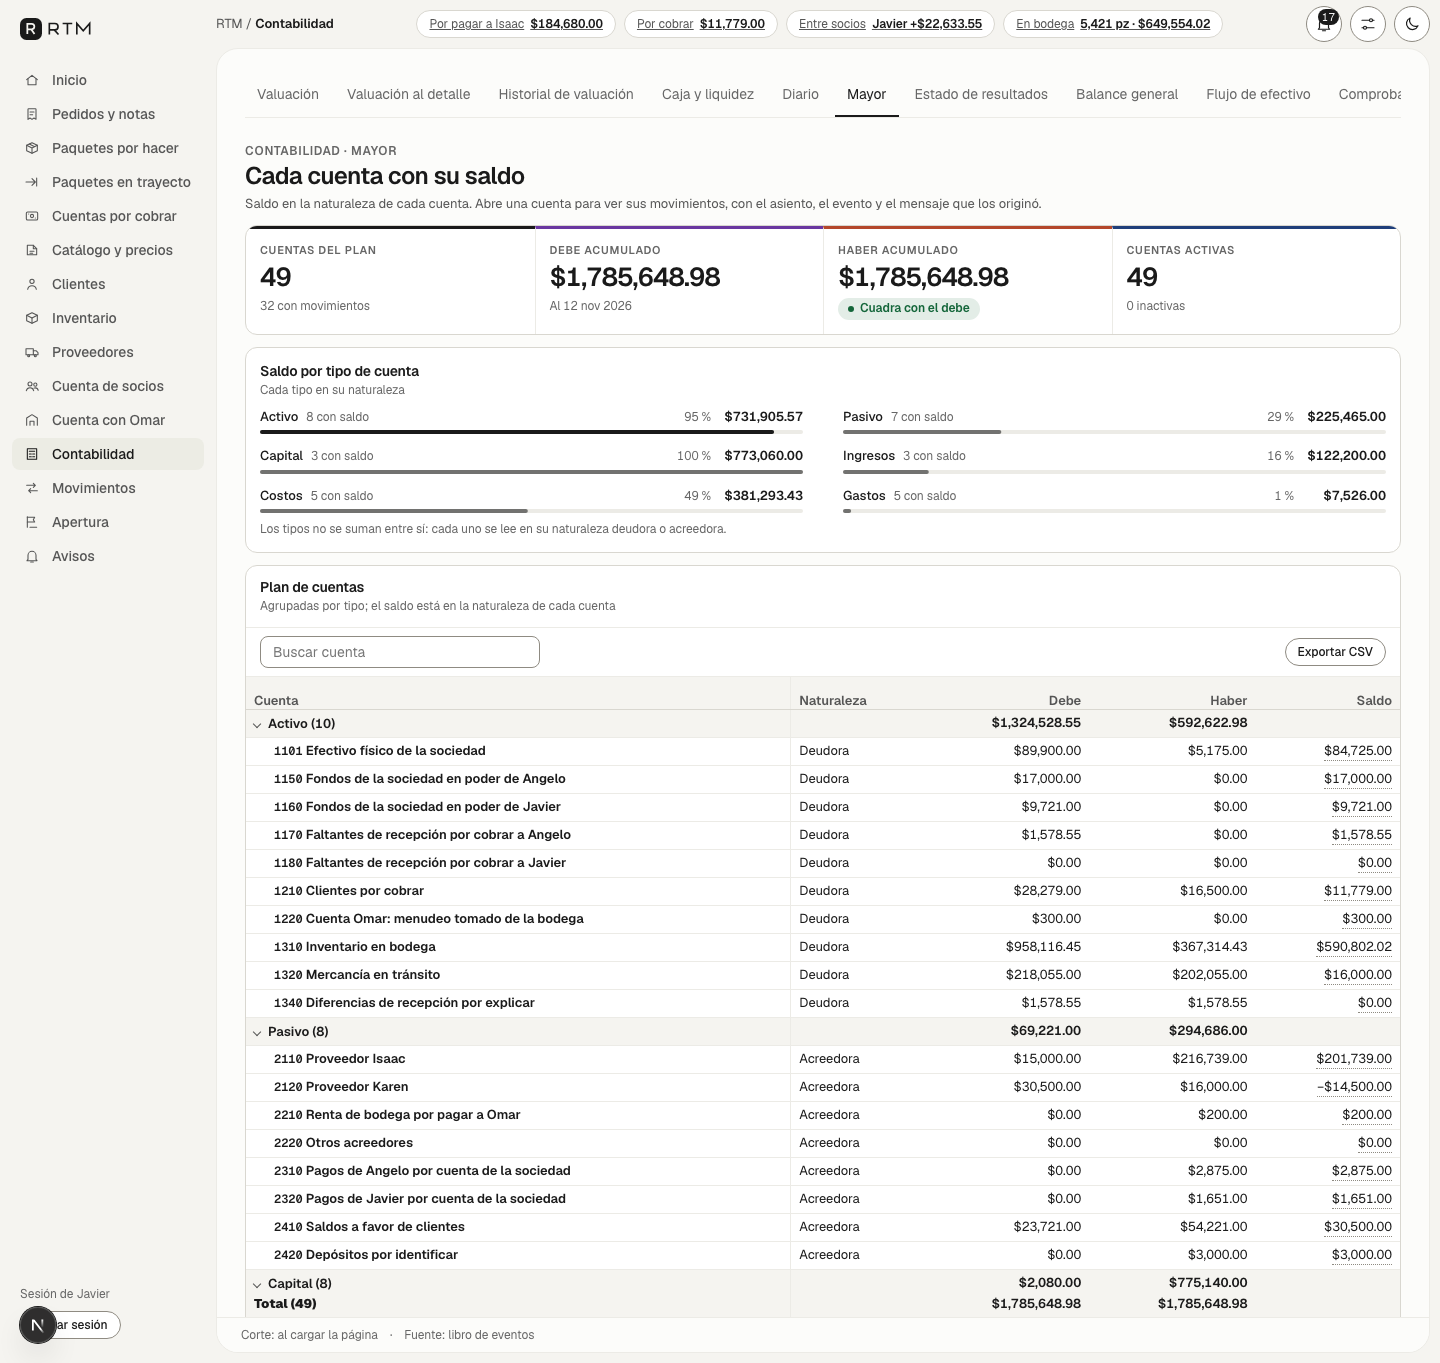 R RTM
RTM / Contabilidad
Por pagar a Isaac $184,680.00
Por cobrar $11,779.00
Entre socios Javier +$22,633.55
En bodega 5,421 pz · $649,554.02
17
Inicio
Pedidos y notas
Paquetes por hacer
Paquetes en trayecto
Cuentas por cobrar
Catálogo y precios
Clientes
Inventario
Proveedores
Cuenta de socios
Cuenta con Omar
Contabilidad
Movimientos
Apertura
Avisos
Sesión de Javier
N ar sesión
Valuación Valuación al detalle Historial de valuación Caja y liquidez Diario Mayor Estado de resultados Balance general Flujo de efectivo Comproba
CONTABILIDAD · MAYOR
Cada cuenta con su saldo
Saldo en la naturaleza de cada cuenta. Abre una cuenta para ver sus movimientos, con el asiento, el evento y el mensaje que los originó.
CUENTAS DEL PLAN
49
32 con movimientos
DEBE ACUMULADO
$1,785,648.98
Al 12 nov 2026
HABER ACUMULADO
$1,785,648.98
Cuadra con el debe
CUENTAS ACTIVAS
49
0 inactivas
Saldo por tipo de cuenta
Cada tipo en su naturaleza
Activo 8 con saldo 95 % $731,905.57
Pasivo 7 con saldo 29 % $225,465.00
Capital 3 con saldo 100 % $773,060.00
Ingresos 3 con saldo 16 % $122,200.00
Costos 5 con saldo 49 % $381,293.43
Gastos 5 con saldo 1 % $7,526.00
Los tipos no se suman entre sí: cada uno se lee en su naturaleza deudora o acreedora.
Plan de cuentas
Agrupadas por tipo; el saldo está en la naturaleza de cada cuenta
Buscar cuenta
Exportar CSV
Cuenta Naturaleza Debe Haber Saldo
Activo (10) $1,324,528.55 $592,622.98
1101 Efectivo físico de la sociedad Deudora $89,900.00 $5,175.00 $84,725.00
1150 Fondos de la sociedad en poder de Angelo Deudora $17,000.00 $0.00 $17,000.00
1160 Fondos de la sociedad en poder de Javier Deudora $9,721.00 $0.00 $9,721.00
1170 Faltantes de recepción por cobrar a Angelo Deudora $1,578.55 $0.00 $1,578.55
1180 Faltantes de recepción por cobrar a Javier Deudora $0.00 $0.00 $0.00
1210 Clientes por cobrar Deudora $28,279.00 $16,500.00 $11,779.00
1220 Cuenta Omar: menudeo tomado de la bodega Deudora $300.00 $0.00 $300.00
1310 Inventario en bodega Deudora $958,116.45 $367,314.43 $590,802.02
1320 Mercancía en tránsito Deudora $218,055.00 $202,055.00 $16,000.00
1340 Diferencias de recepción por explicar Deudora $1,578.55 $1,578.55 $0.00
Pasivo (8) $69,221.00 $294,686.00
2110 Proveedor Isaac Acreedora $15,000.00 $216,739.00 $201,739.00
2120 Proveedor Karen Acreedora $30,500.00 $16,000.00 −$14,500.00
2210 Renta de bodega por pagar a Omar Acreedora $0.00 $200.00 $200.00
2220 Otros acreedores Acreedora $0.00 $0.00 $0.00
2310 Pagos de Angelo por cuenta de la sociedad Acreedora $0.00 $2,875.00 $2,875.00
2320 Pagos de Javier por cuenta de la sociedad Acreedora $0.00 $1,651.00 $1,651.00
2410 Saldos a favor de clientes Acreedora $23,721.00 $54,221.00 $30,500.00
2420 Depósitos por identificar Acreedora $0.00 $3,000.00 $3,000.00
Capital (8) $2,080.00 $775,140.00
Total (49) $1,785,648.98 $1,785,648.98
Corte: al cargar la página · Fuente: libro de eventos